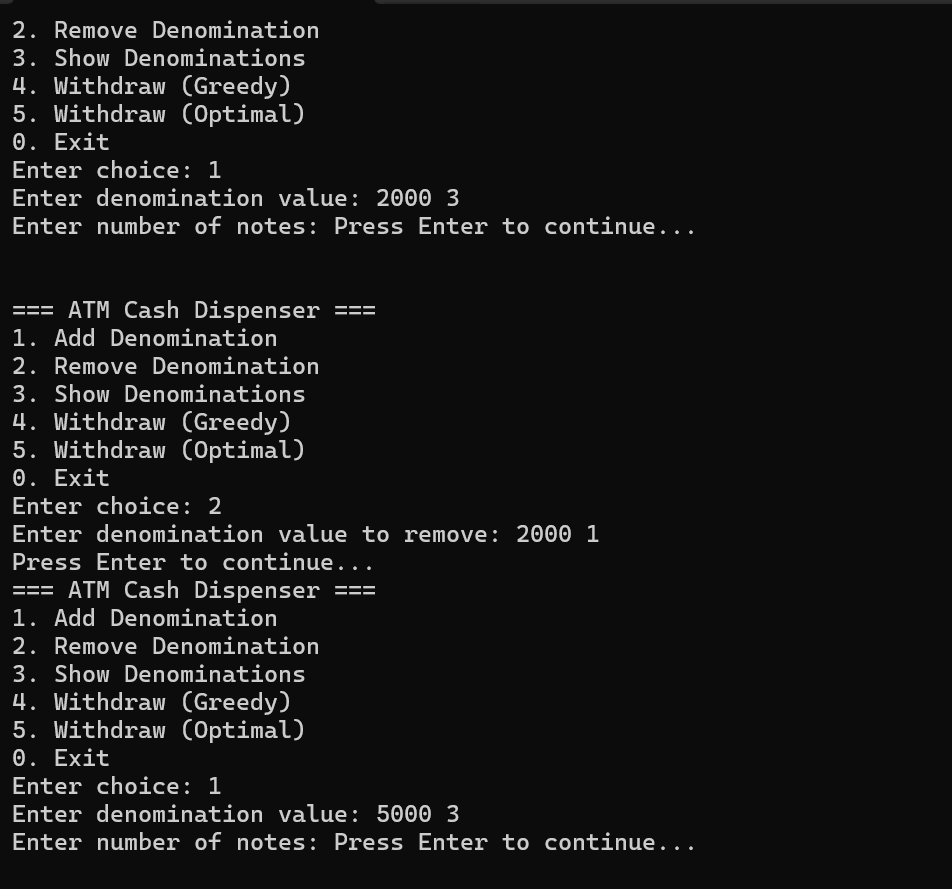 2. Remove Denomination
3. Show Denominations
4. Withdraw (Greedy)
5. Withdraw (Optimal)
0. Exit
Enter choice: 1
Enter denomination value: 2000 3
Enter number of notes: Press Enter to continue...
=== ATM Cash Dispenser ===
1. Add Denomination
2. Remove Denomination
3. Show Denominations
4. Withdraw (Greedy)
5. Withdraw (Optimal)
0. Exit
Enter choice: 2
Enter denomination value to remove: 2000 1
Press Enter to continue...
=== ATM Cash Dispenser ===
1. Add Denomination
2. Remove Denomination
3. Show Denominations
4. Withdraw (Greedy)
5. Withdraw (Optimal)
0. Exit
Enter choice: 1
Enter denomination value: 5000 3
Enter number of notes: Press Enter to continue...